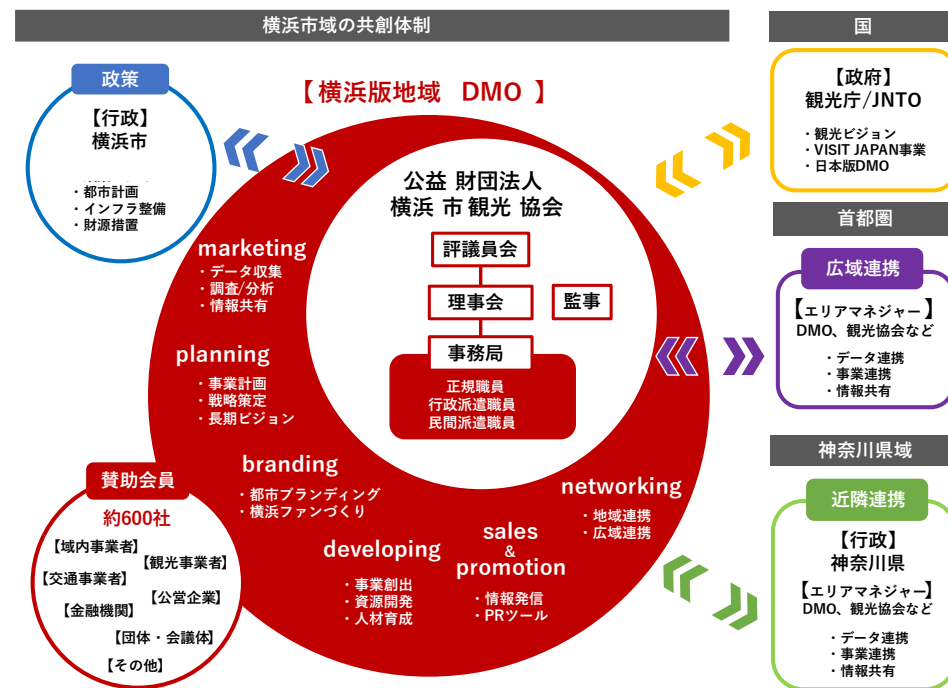 横浜市域の共創体制
政策
【行政】
横浜市
・都市計画
・インフラ整備
・財源措置
【横浜版地域 DMO 】
公益 財団法人
横浜 市観光 協会
評議員会
理事会
監事
事務局
正規職員
行政派遣職員
民間派遣職員
marketing
・データ収集
・調査/分析
・情報共有
planning
・事業計画
・戦略策定
・長期ビジョン
branding
・都市ブランディング
・横浜ファンづくり
developing
・事業創出
・資源開発
・人材育成
sales
&
promotion
・情報発信
・PRツール
networking
・地域連携
・広域連携
賛助会員
約600社
【域内事業者】
【観光事業者】
【交通事業者】
【公営企業】
【金融機関】
【団体・会議体】
【その他】
国
【政府】
観光庁/JNTO
・観光ビジョン
・VISIT JAPAN事業
・日本版DMO
首都圏
広域連携
【エリアマネジャー】
DMO、観光協会など
・データ連携
・事業連携
・情報共有
神奈川県域
近隣連携
【行政】
神奈川県
【エリアマネジャー】
DMO、観光協会など
・データ連携
・事業連携
・情報共有